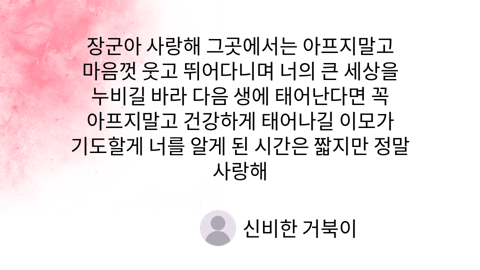 장군아 사랑해 그곳에서는 아프지말고
마음껏 웃고 뛰어다니며 너의 큰 세상을
누비길 바라 다음 생에 태어난다면 꼭
아프지말고 건강하게 태어나길 이모가
기도할게 너를 알게 된 시간은 짧지만 정말
사랑해
신비한 거북이